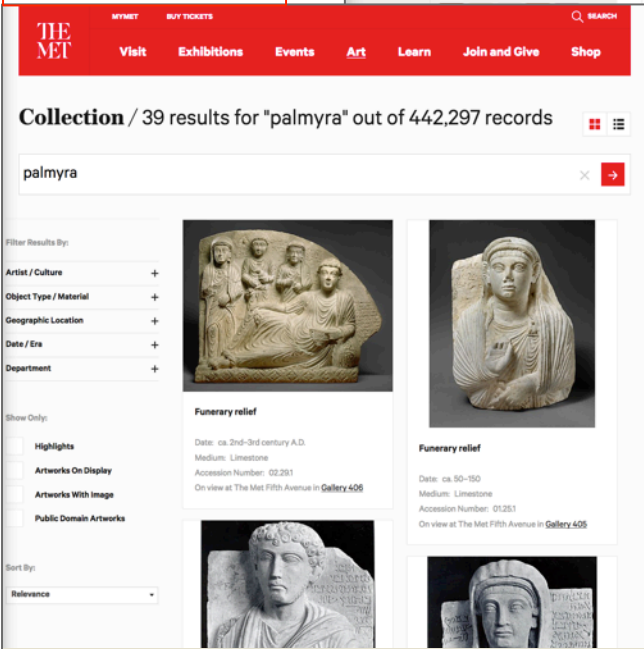 THE
MET
MYMET
BUY TICKETS
SEARCH
Visit
Exhibitions
Events
Art
Learn
Join and Give
Shop
Collection / 39 results for "palmyra" out of 442,297 records
palmyra
Filter Results By:
Artist / Culture +
Object Type / Material +
Geographic Location +
Date / Era +
Department +
Show Only:
Highlights
Artworks On Display
Artworks With Image
Public Domain Artworks
Sort By:
Relevance
Funerary relief
Date: ca. 2nd–3rd century A.D.
Medium: Limestone
Accession Number: 02.29.1
On view at The Met Fifth Avenue in Gallery 406
Funerary relief
Date: ca. 50–150
Medium: Limestone
Accession Number: 01.25.1
On view at The Met Fifth Avenue in Gallery 405